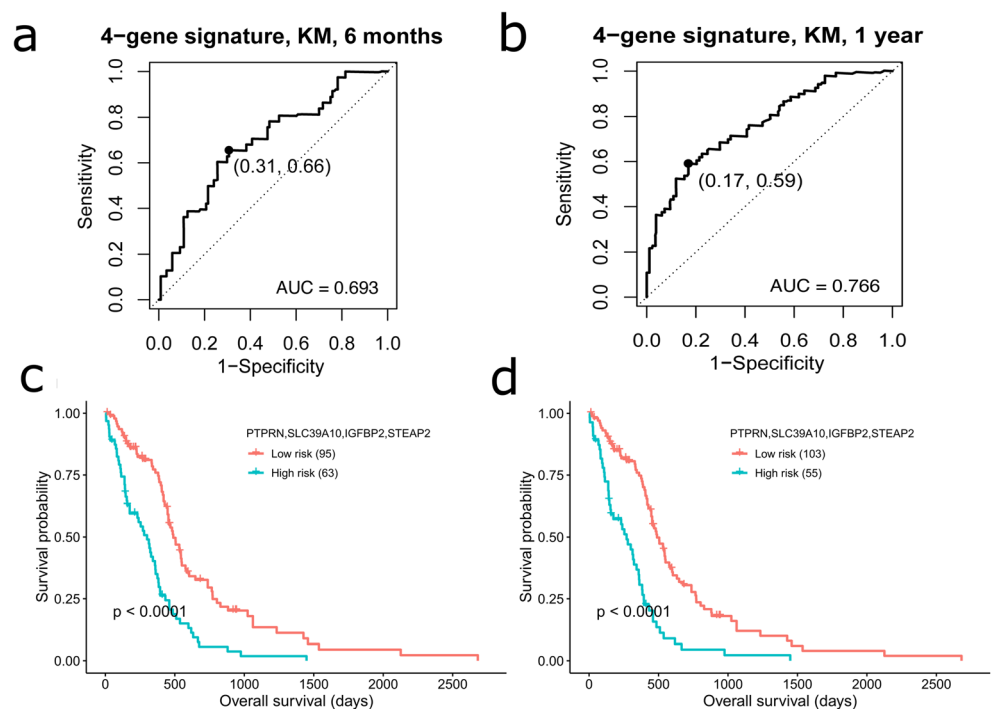 a
4−gene signature, KM, 6 months
1.0
0.8
0.6
0.4
0.2
0.0
Sensitivity
(0.31, 0.66)
AUC = 0.693
0.0 0.2 0.4 0.6 0.8 1.0
1−Specificity
b
4−gene signature, KM, 1 year
1.0
0.8
0.6
0.4
0.2
0.0
Sensitivity
(0.17, 0.59)
AUC = 0.766
0.0 0.2 0.4 0.6 0.8 1.0
1−Specificity
c
1.00
0.75
0.50
0.25
0.00
Survival probability
PTPRN,SLC39A10,IGFBP2,STEAP2
Low risk (95)
High risk (63)
p < 0.0001
0 500 1000 1500 2000 2500
Overall survival (days)
d
1.00
0.75
0.50
0.25
0.00
Survival probability
PTPRN,SLC39A10,IGFBP2,STEAP2
Low risk (103)
High risk (55)
p < 0.0001
0 500 1000 1500 2000 2500
Overall survival (days)